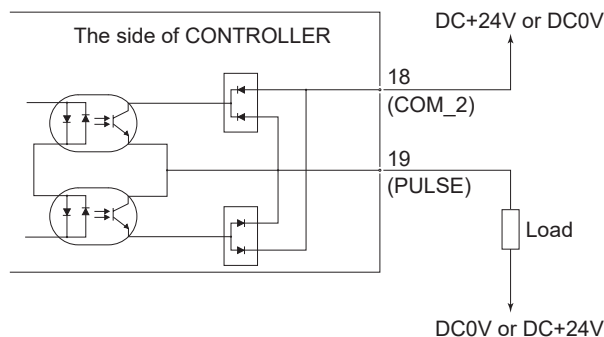 DC+24V or DC0V
The side of CONTROLLER
18
(COM_2)
19
(PULSE)
Load
DC0V or DC+24V